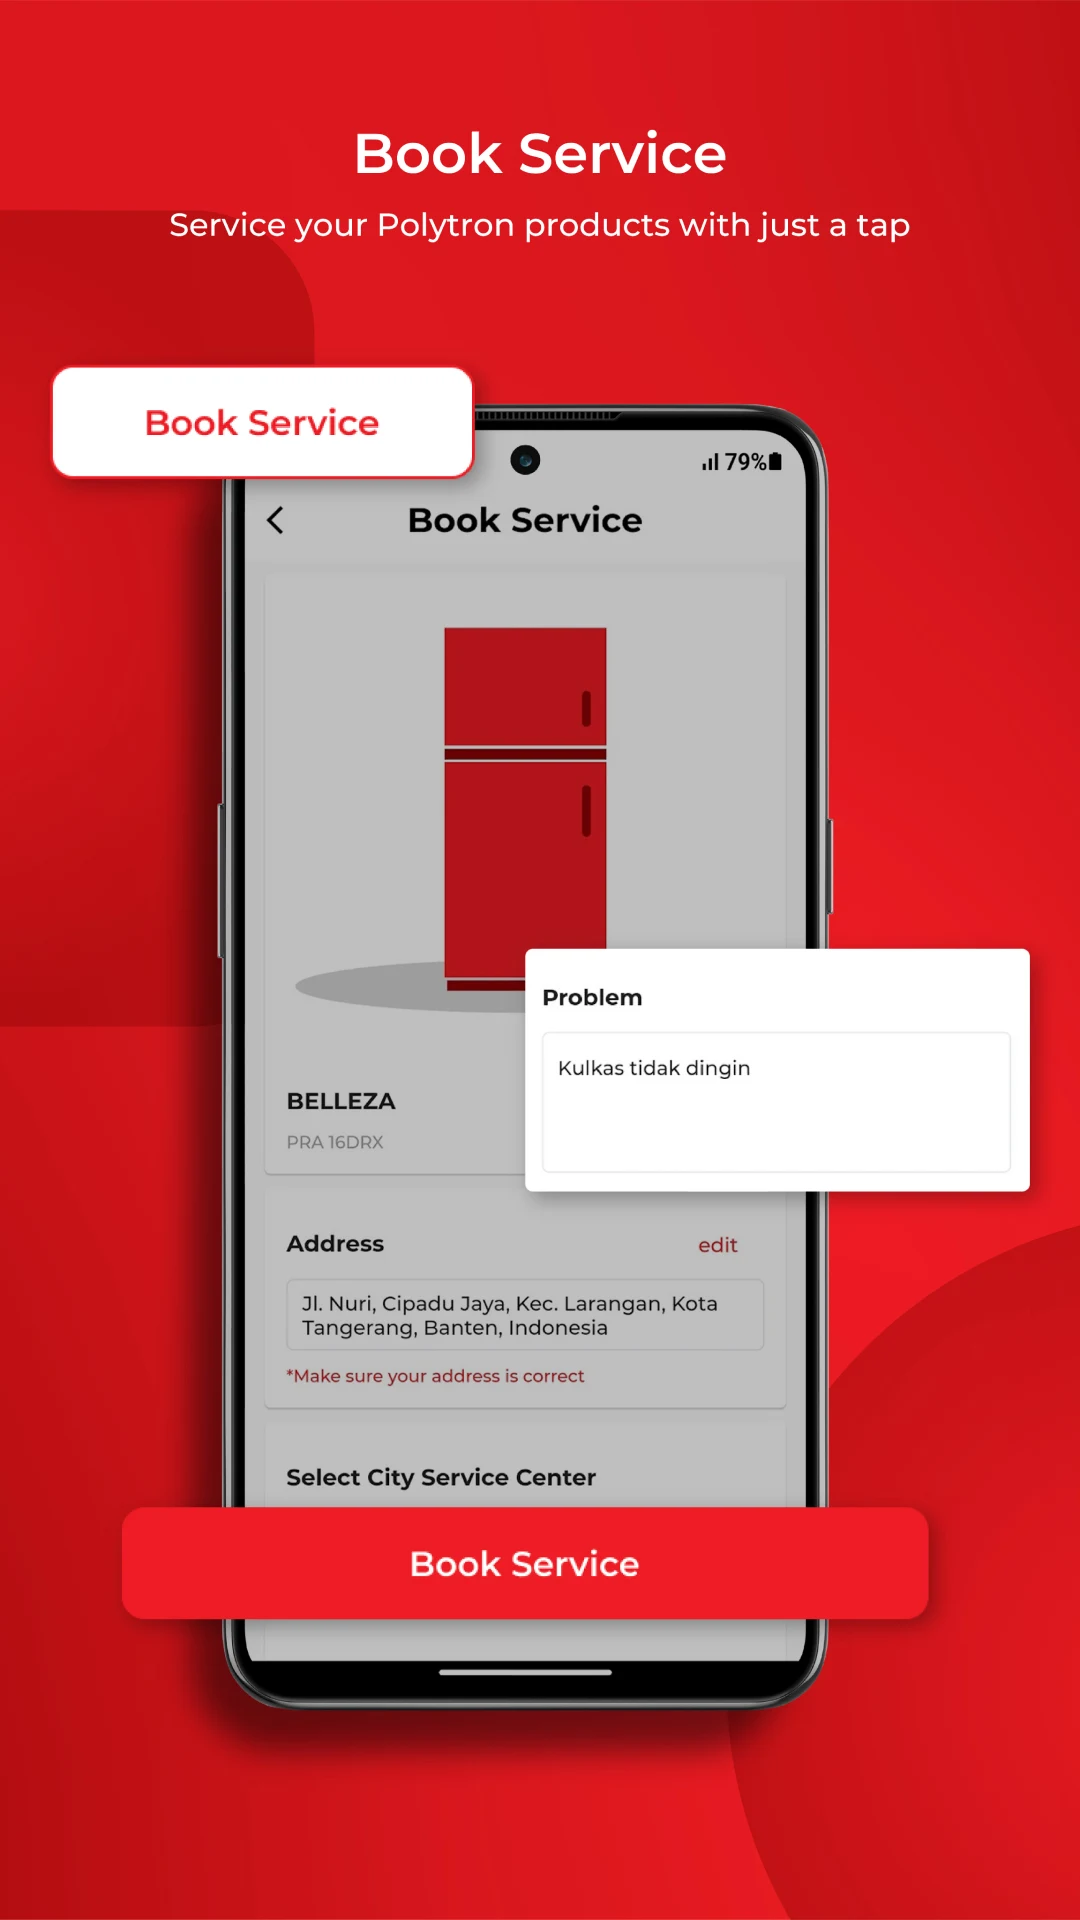 Book Service
Service your Polytron products with just a tap
Book Service
79%
Book Service
Problem
Kulkas tidak dingin
BELLEZA
PRA 16DRX
Address
edit
Jl. Nuri, Cipadu Jaya, Kec. Larangan, Kota
Tangerang, Banten, Indonesia
*Make sure your address is correct
Select City Service Center
Book Service